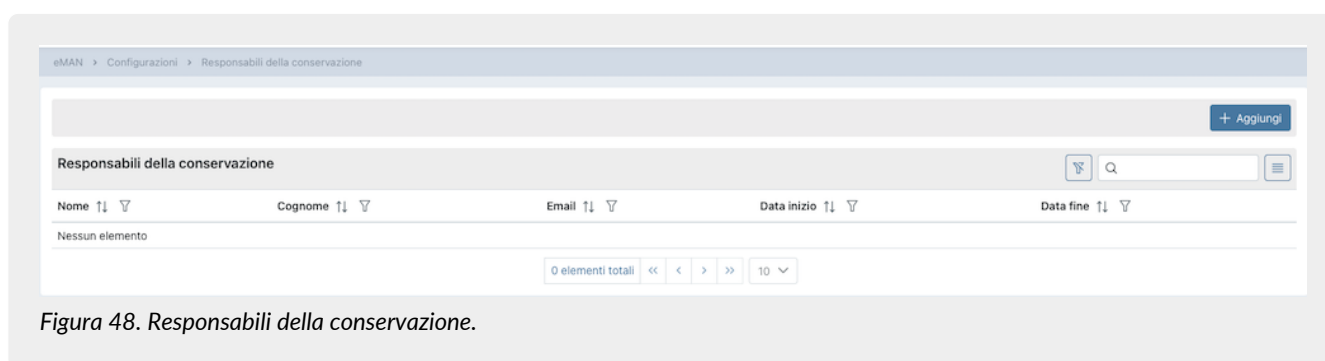 eMAN > Configurazioni > Responsabili della conservazione
+ Aggiungi
Responsabili della conservazione
Nome Cognome Email Data inizio Data fine
Nessun elemento
0 elementi totali « < > » 10
Figura 48. Responsabili della conservazione.